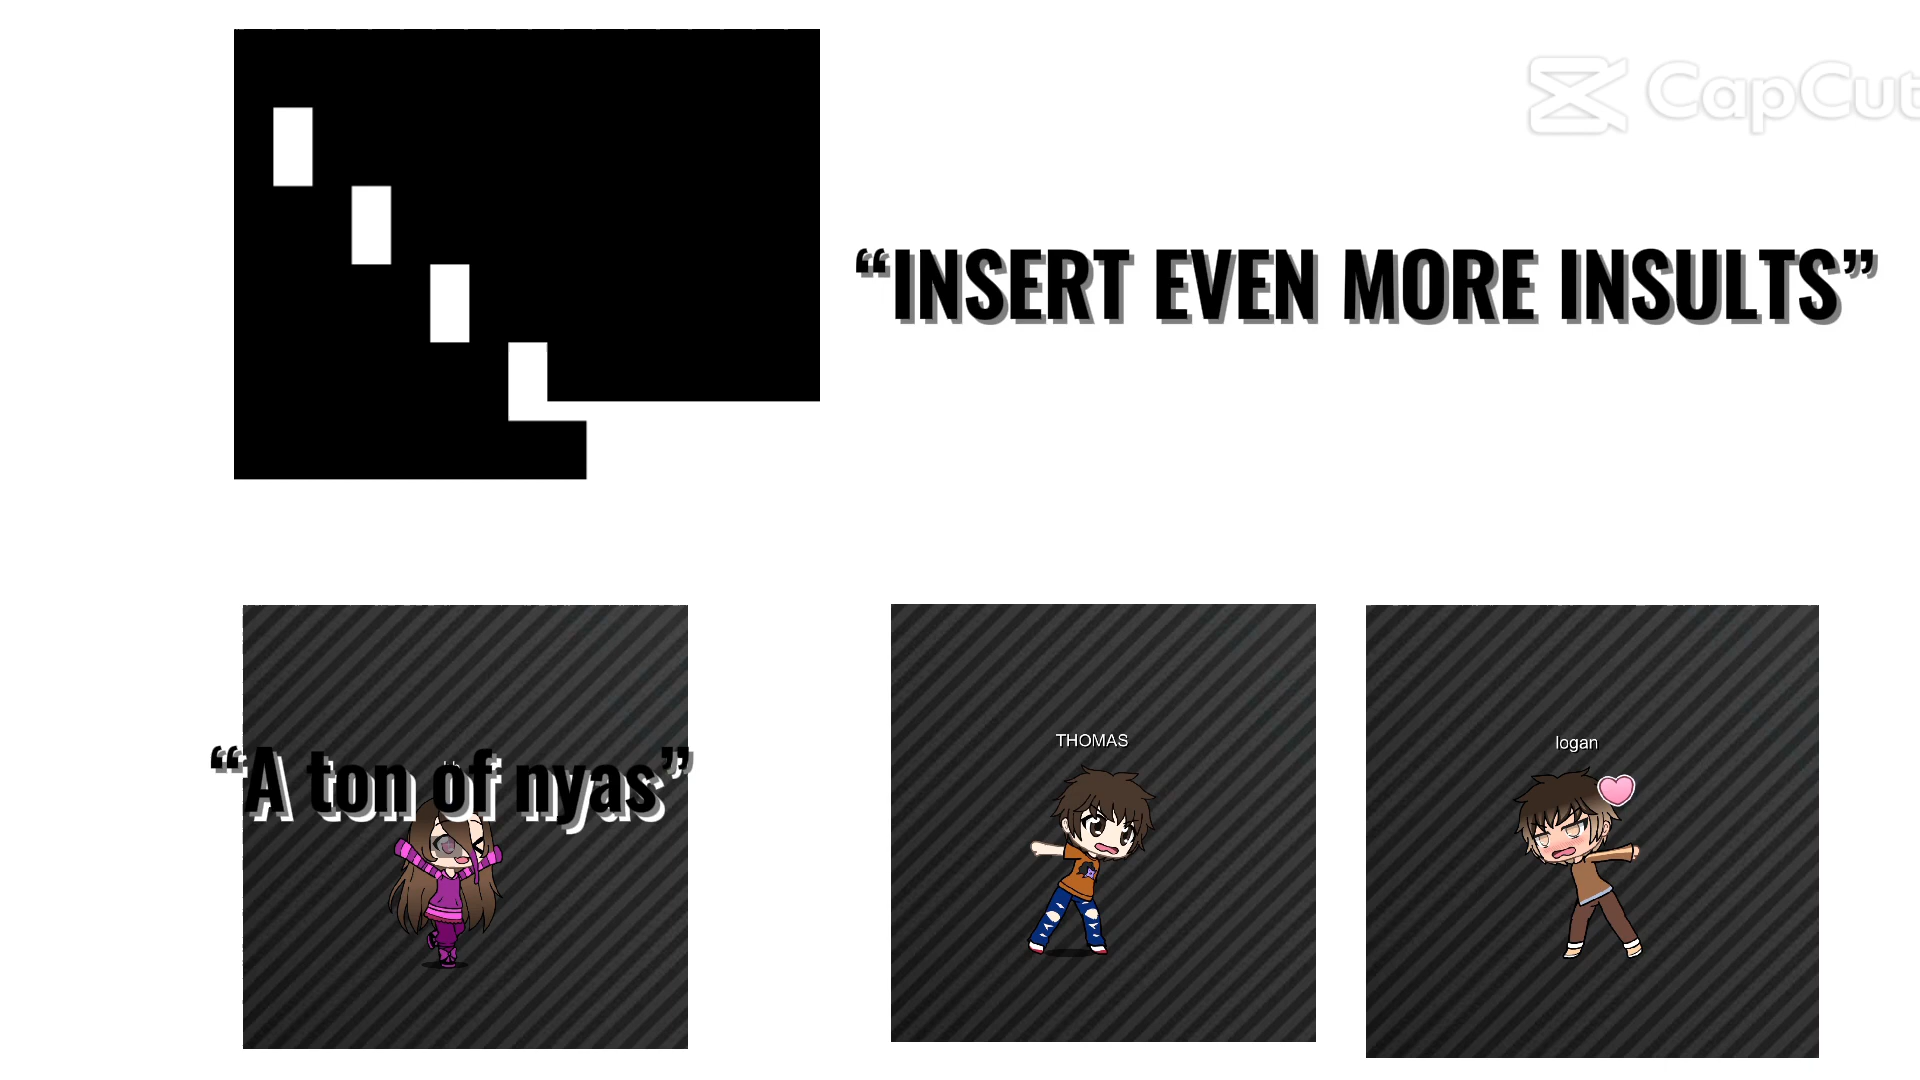 CapCut
“INSERT EVEN MORE INSULTS”
“A ton of nyas”
THOMAS
logan